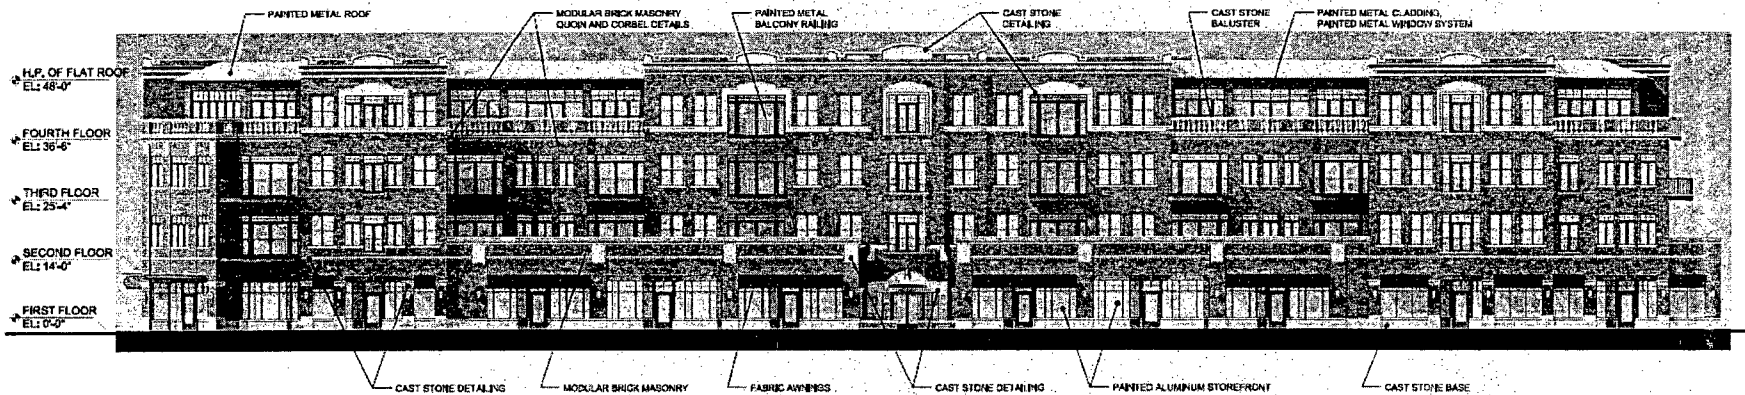 PAINTED METAL ROOF
MODULAR BRICK MASONRY
QUOIN AND CORBEL DETAILS
PAINTED METAL
BALCONY RAILING
CAST STONE
DETAILING
CAST STONE
BALUSTER
PAINTED METAL CLADDING,
PAINTED METAL WINDOW SYSTEM
H.P. OF FLAT ROOF
EL: 48'-0"
FOURTH FLOOR
EL: 36'-6"
THIRD FLOOR
EL: 25'-4"
SECOND FLOOR
EL: 14'-0"
FIRST FLOOR
EL: 0'-0"
CAST STONE DETAILING
MODULAR BRICK MASONRY
FABRIC AWNINGS
CAST STONE DETAILING
PAINTED ALUMINUM STOREFRONT
CAST STONE BASE